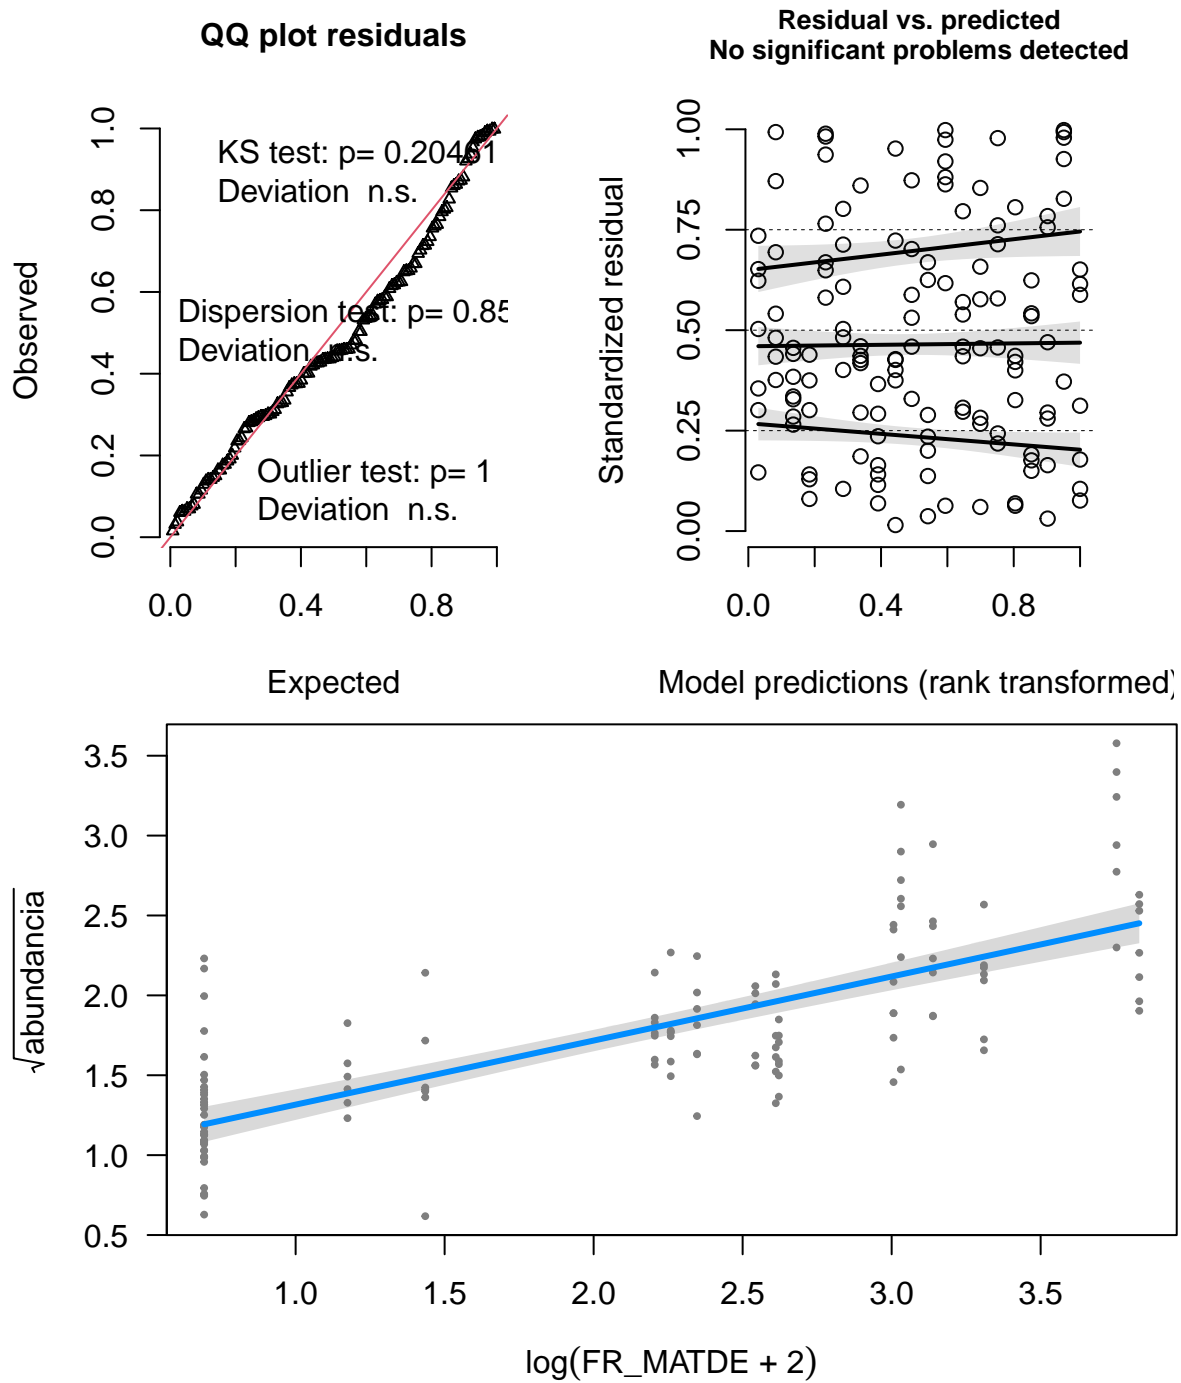 QQ plot residuals
KS test: p= 0.20461
Deviation n.s.
Dispersion test: p= 0.85
Deviation n.s.
Outlier test: p= 1
Deviation n.s.
Observed
0.0 0.2 0.4 0.6 0.8 1.0
0.0 0.4 0.8
Expected
Residual vs. predicted
No significant problems detected
Standardized residual
0.00 0.25 0.50 0.75 1.00
0.0 0.4 0.8
Model predictions (rank transformed)
√abundancia
3.5
3.0
2.5
2.0
1.5
1.0
0.5
1.0 1.5 2.0 2.5 3.0 3.5
log(FR_MATDE + 2)